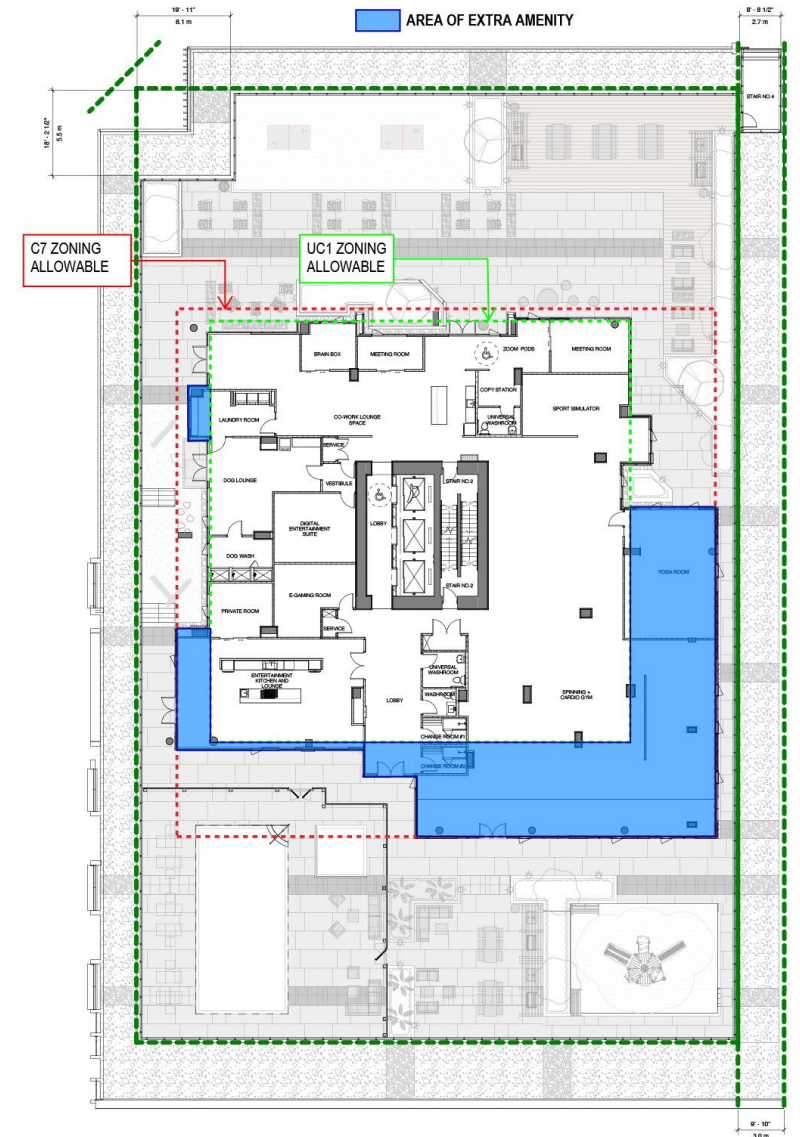 19' - 11"
6.1 m
AREA OF EXTRA AMENITY
8' - 8 1/2"
2.7 m
STAIR NO.4
18' - 2 1/2"
5.5 m
C7 ZONING
ALLOWABLE
UC1 ZONING
ALLOWABLE
BRAIN BOX
MEETING ROOM
ZOOM PODS
MEETING ROOM
COPY STATION
LAUNDRY ROOM
CO-WORK LOUNGE
SPACE
UNIVERSAL
WASHROOM
SPORT SIMULATOR
SERVICE
DOG LOUNGE
VESTIBULE
STAIR NO.2
LOBBY
DIGITAL
ENTERTAINMENT
SUITE
DOG WASH
YOGA ROOM
STAIR NO.2
E-GAMING ROOM
PRIVATE ROOM
SERVICE
ENTERTAINMENT
KITCHEN AND
LOUNGE
UNIVERSAL
WASHROOM
LOBBY
WASHROOM
SPINNING +
CARDIO GYM
CHANGE ROOM #1
CHANGE ROOM #2
9' - 10"
3.0 m